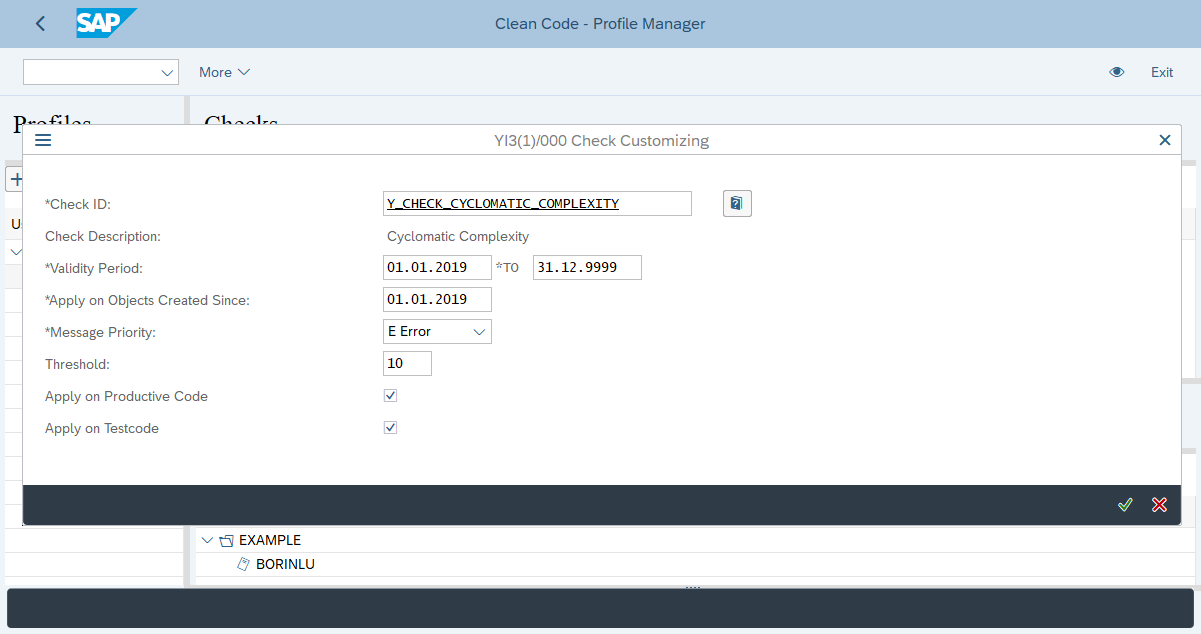 SAP
Clean Code - Profile Manager
More
Exit
Profiles
Checks
YI3(1)/000 Check Customizing
*Check ID:
Y_CHECK_CYCLOMATIC_COMPLEXITY
Check Description:
Cyclomatic Complexity
*Validity Period:
01.01.2019
*TO
31.12.9999
*Apply on Objects Created Since:
01.01.2019
*Message Priority:
E Error
Threshold:
10
Apply on Productive Code
Apply on Testcode
EXAMPLE
BORINLU